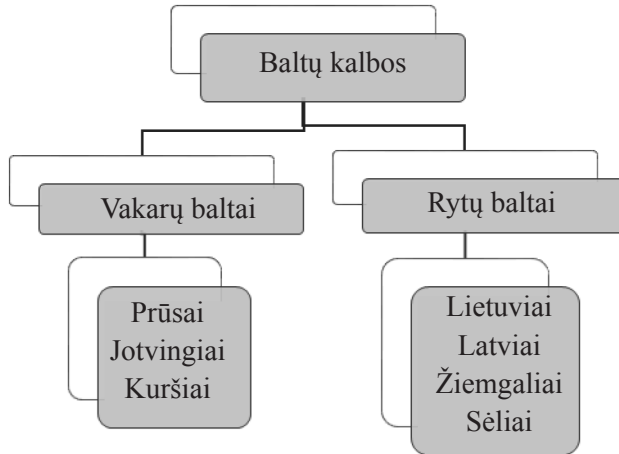 Baltų kalbos
Vakarų baltai
Rytų baltai
Prūsai
Jotvingiai
Kuršiai
Lietuviai
Latviai
Žiemgaliai
Sėliai